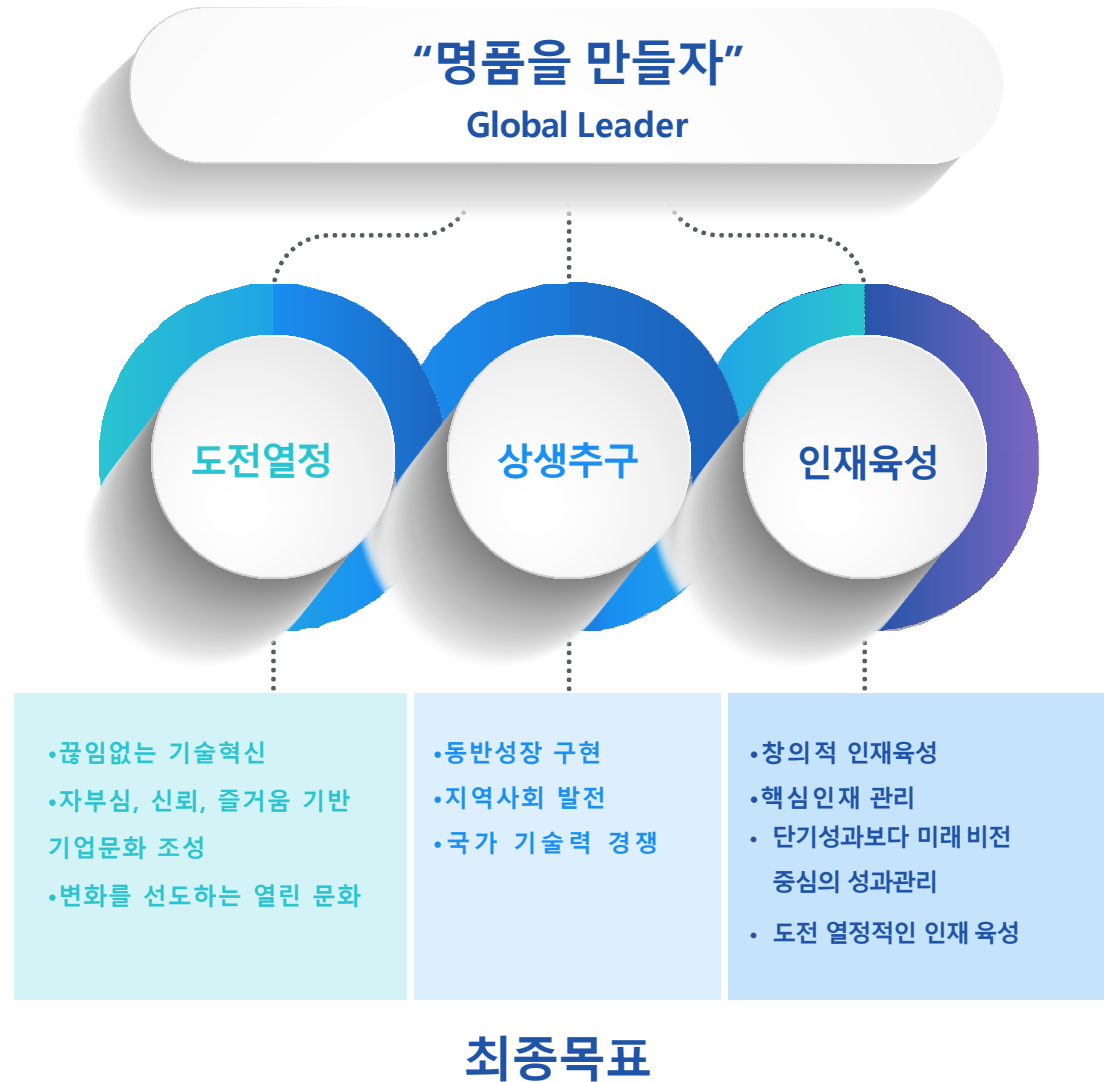 “명품을 만들자”
Global Leader
도전열정
상생추구
인재육성
•끊임없는 기술혁신
•자부심, 신뢰, 즐거움 기반
기업문화 조성
•변화를 선도하는 열린 문화
•동반성장 구현
•지역사회 발전
•국가 기술력 경쟁
•창의적 인재육성
•핵심인재 관리
• 단기성과보다 미래 비전
중심의 성과관리
• 도전 열정적인 인재 육성
최종목표